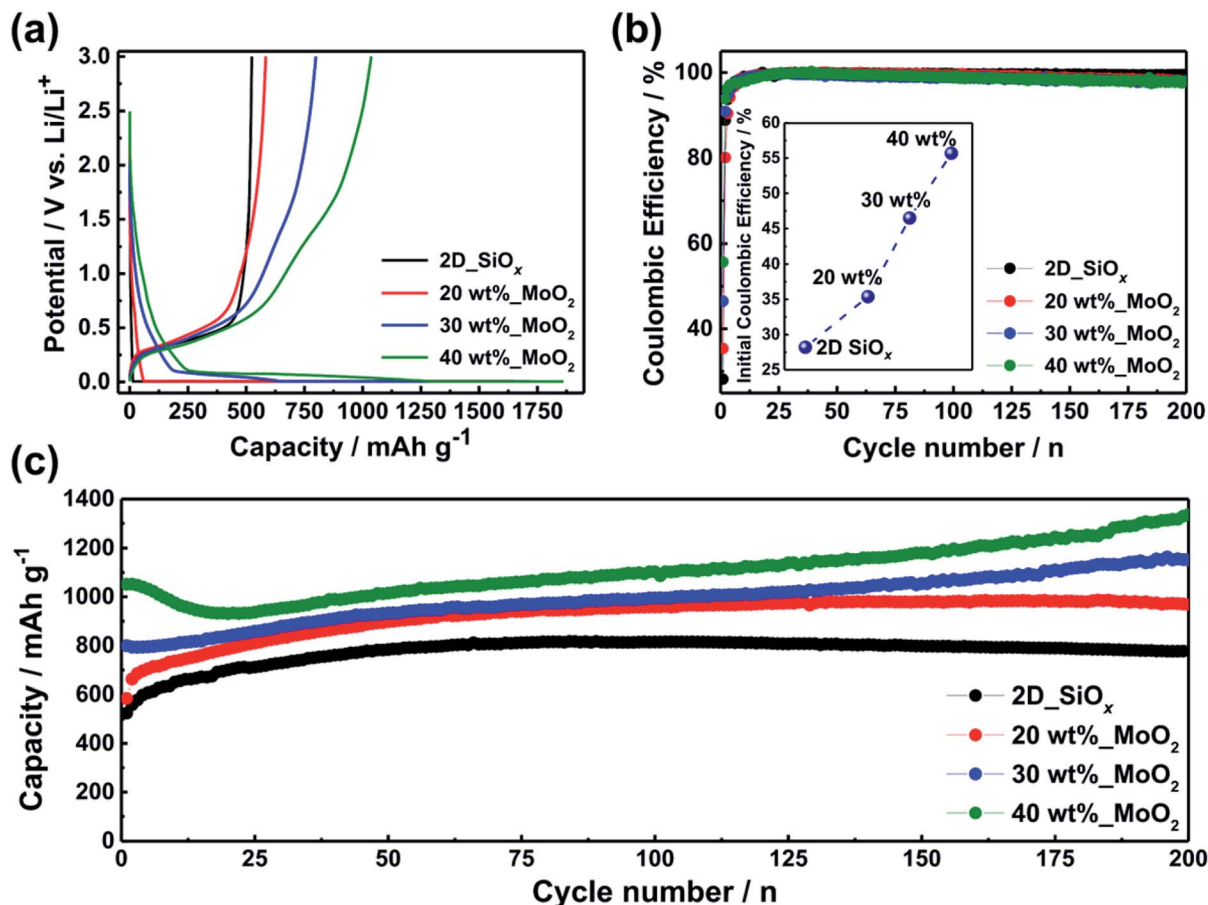 (a)
3.0
2.5
2.0
1.5
1.0
0.5
0.0
Potential / V vs. Li/Li⁺
2D_SiOₓ
20 wt%_MoO₂
30 wt%_MoO₂
40 wt%_MoO₂
0 250 500 750 1000 1250 1500 1750
Capacity / mAh g⁻¹
(b)
100
80
60
40
Coulombic Efficiency / %
60
55
50
45
40
35
30
25
Initial Coulombic Efficiency / %
40 wt%
30 wt%
20 wt%
2D SiOₓ
2D_SiOₓ
20 wt%_MoO₂
30 wt%_MoO₂
40 wt%_MoO₂
0 25 50 75 100 125 150 175 200
Cycle number / n
(c)
1400
1200
1000
800
600
400
200
0
Capacity / mAh g⁻¹
2D_SiOₓ
20 wt%_MoO₂
30 wt%_MoO₂
40 wt%_MoO₂
0 25 50 75 100 125 150 175 200
Cycle number / n